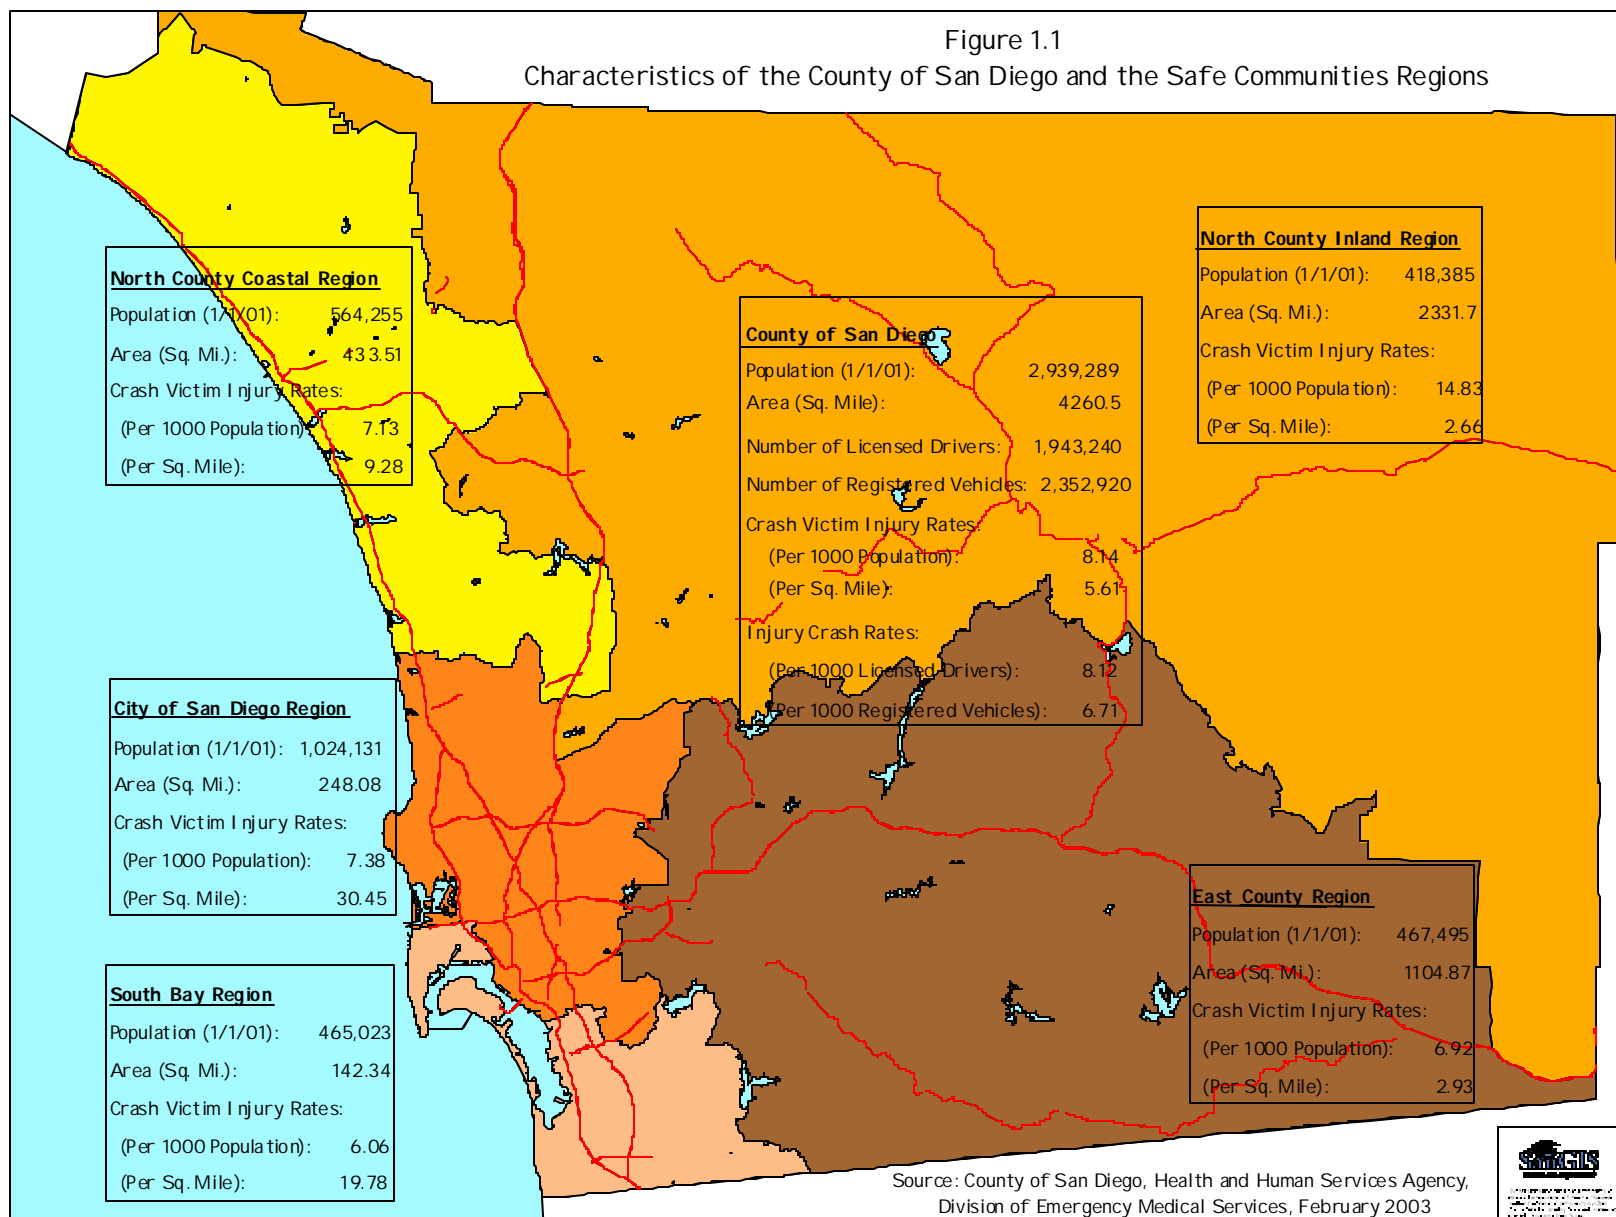 Figure 1.1
Characteristics of the County of San Diego and the Safe Communities Regions
North County Coastal Region
Population (1/1/01): 564,255
Area (Sq. Mi.): 433.51
Crash Victim Injury Rates:
(Per 1000 Population) 7.13
(Per Sq. Mile): 9.28
County of San Diego
Population (1/1/01): 2,939,289
Area (Sq. Mile): 4260.5
Number of Licensed Drivers: 1,943,240
Number of Registered Vehicles: 2,352,920
Crash Victim Injury Rates:
(Per 1000 Population): 8.14
(Per Sq. Mile): 5.61
Injury Crash Rates:
(Per 1000 Licensed Drivers): 8.12
(Per 1000 Registered Vehicles): 6.71
North County Inland Region
Population (1/1/01): 418,385
Area (Sq. Mi.): 2331.7
Crash Victim Injury Rates:
(Per 1000 Population): 14.83
(Per Sq. Mile): 2.66
City of San Diego Region
Population (1/1/01): 1,024,131
Area (Sq. Mi.): 248.08
Crash Victim Injury Rates:
(Per 1000 Population): 7.38
(Per Sq. Mile): 30.45
East County Region
Population (1/1/01): 467,495
Area (Sq. Mi.): 1104.87
Crash Victim Injury Rates:
(Per 1000 Population): 6.92
(Per Sq. Mile): 2.93
South Bay Region
Population (1/1/01): 465,023
Area (Sq. Mi.): 142.34
Crash Victim Injury Rates:
(Per 1000 Population): 6.06
(Per Sq. Mile): 19.78
Source: County of San Diego, Health and Human Services Agency,
Division of Emergency Medical Services, February 2003
SanGIS